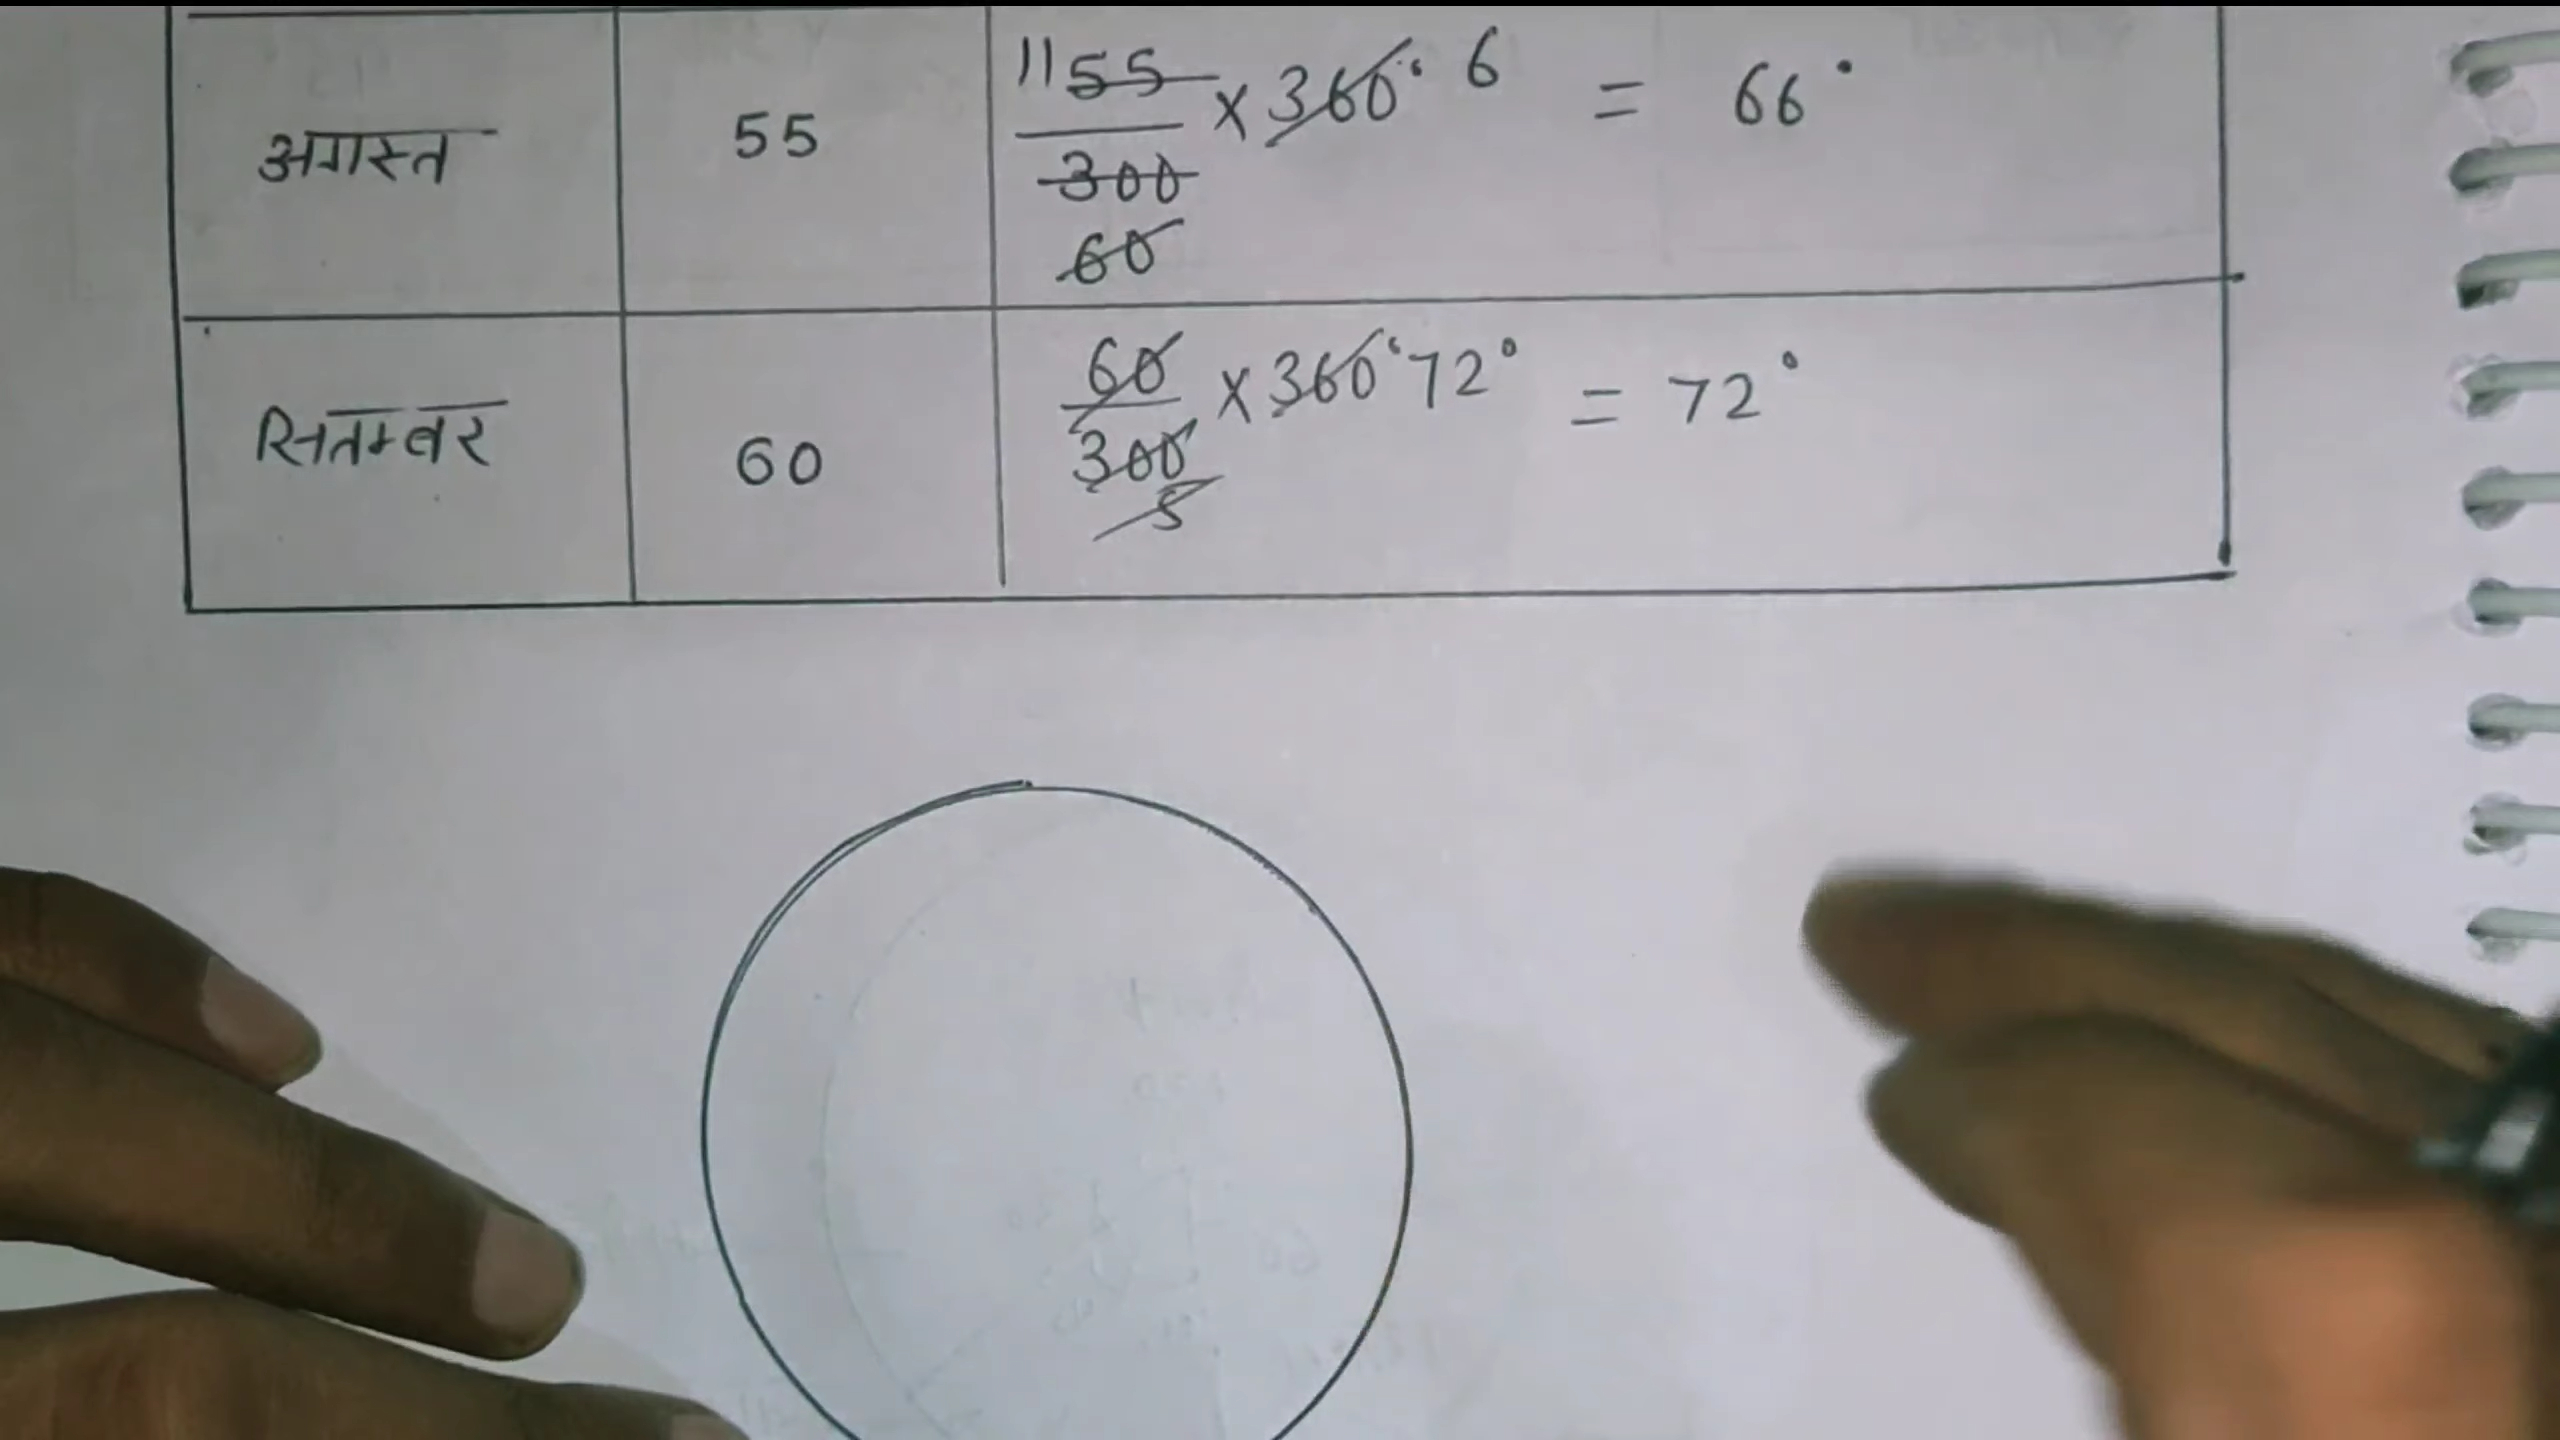 अगस्त 55 11 55/300 × 360° 6 = 66°
60
सितम्बर 60 60/300 × 360° 72° = 72°
5